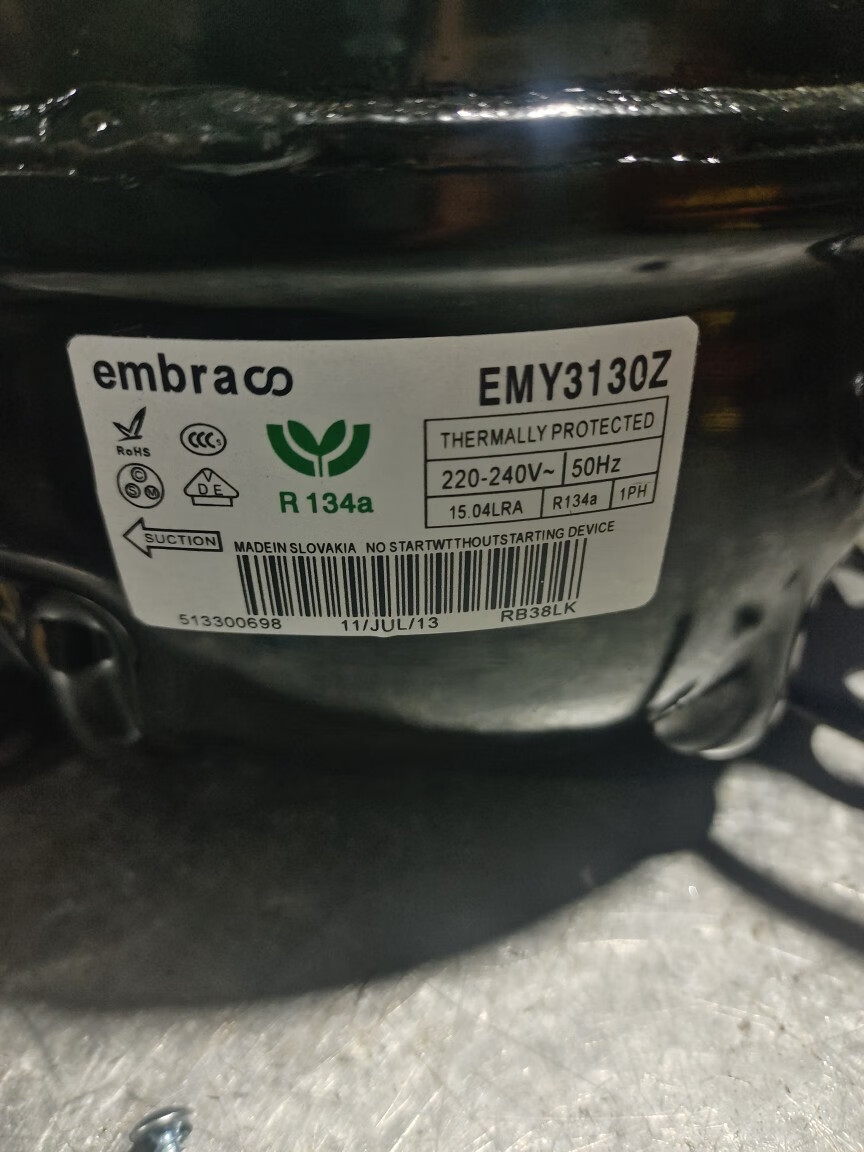 embraco
EMY3130Z
RoHS
CCC
C S M
V
D E
R 134a
THERMALLY PROTECTED
220-240V~ 50Hz
15.04LRA R134a 1PH
SUCTION
MADEIN SLOVAKIA NO STARTWTTHOUTSTARTING DEVICE
513300698 11/JUL/13 RB38LK